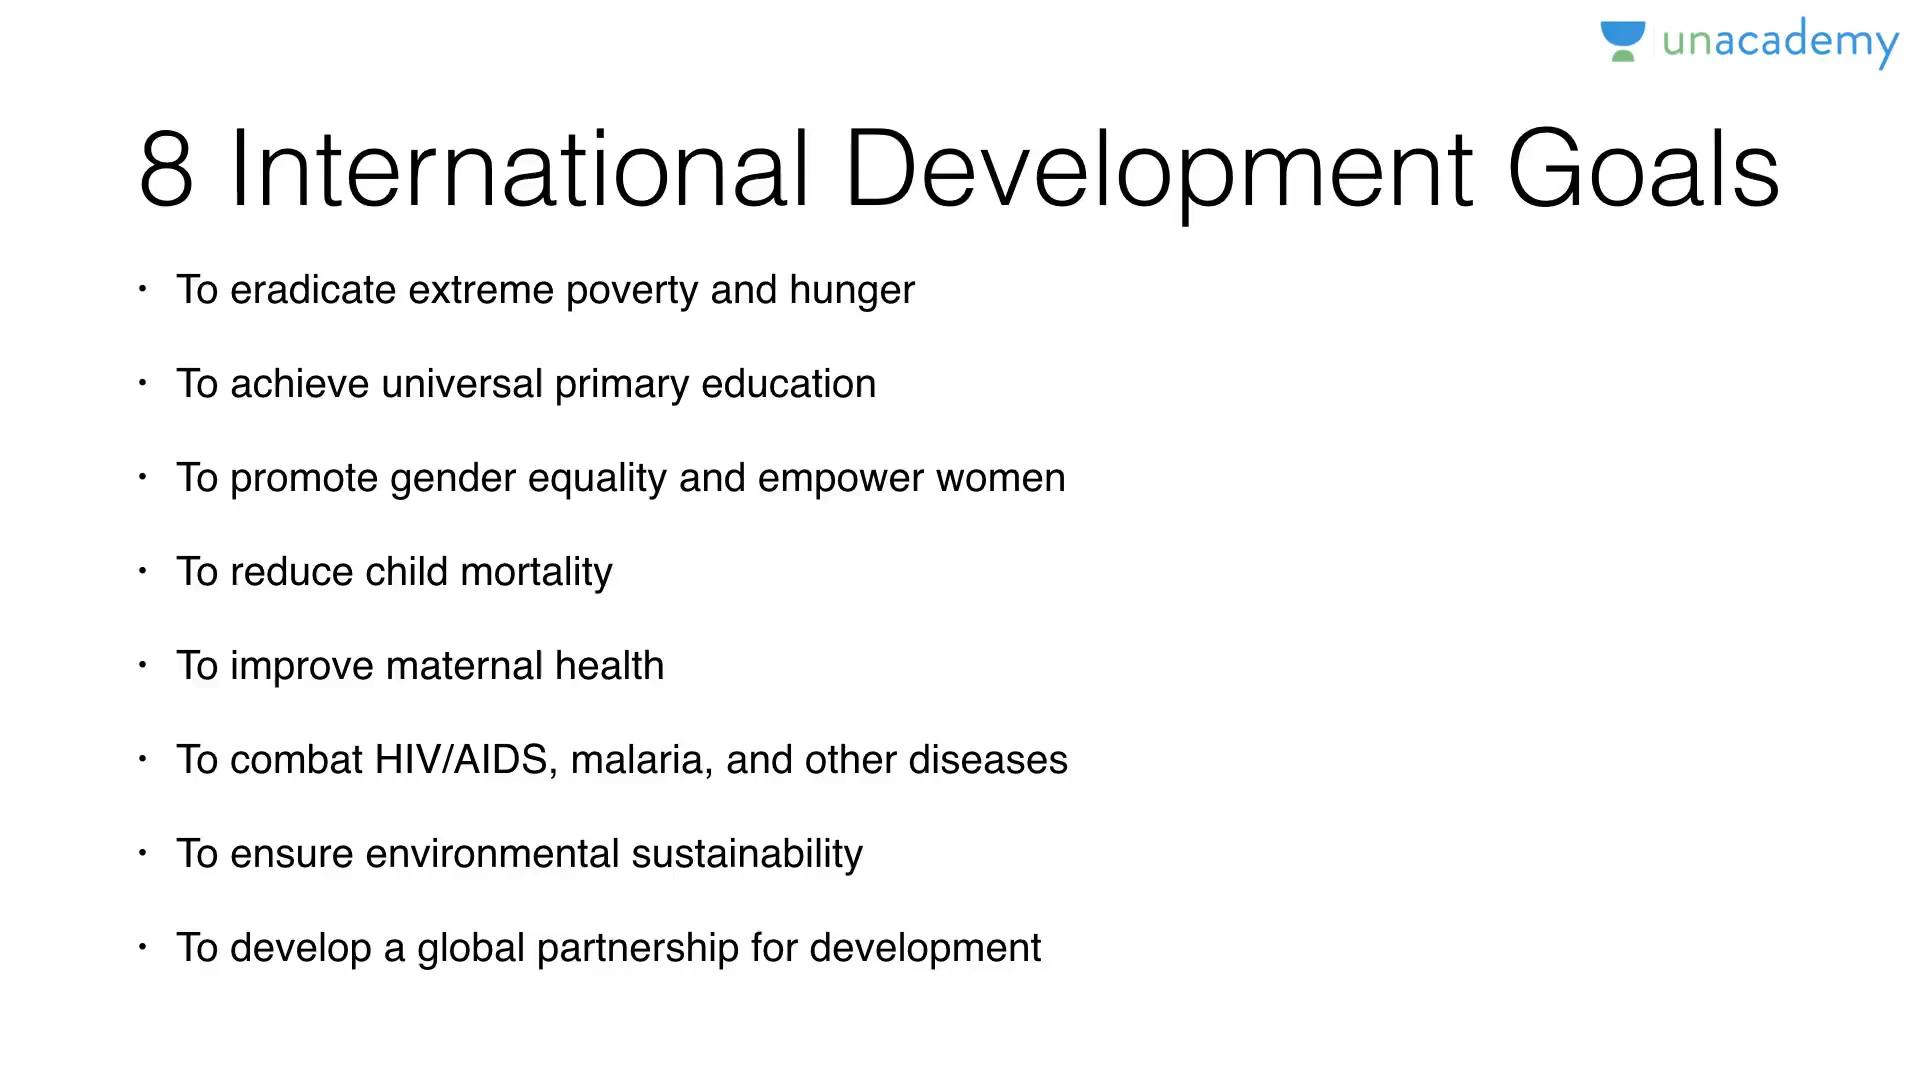 unacademy
8 International Development Goals
• To eradicate extreme poverty and hunger
• To achieve universal primary education
• To promote gender equality and empower women
• To reduce child mortality
• To improve maternal health
• To combat HIV/AIDS, malaria, and other diseases
• To ensure environmental sustainability
• To develop a global partnership for development